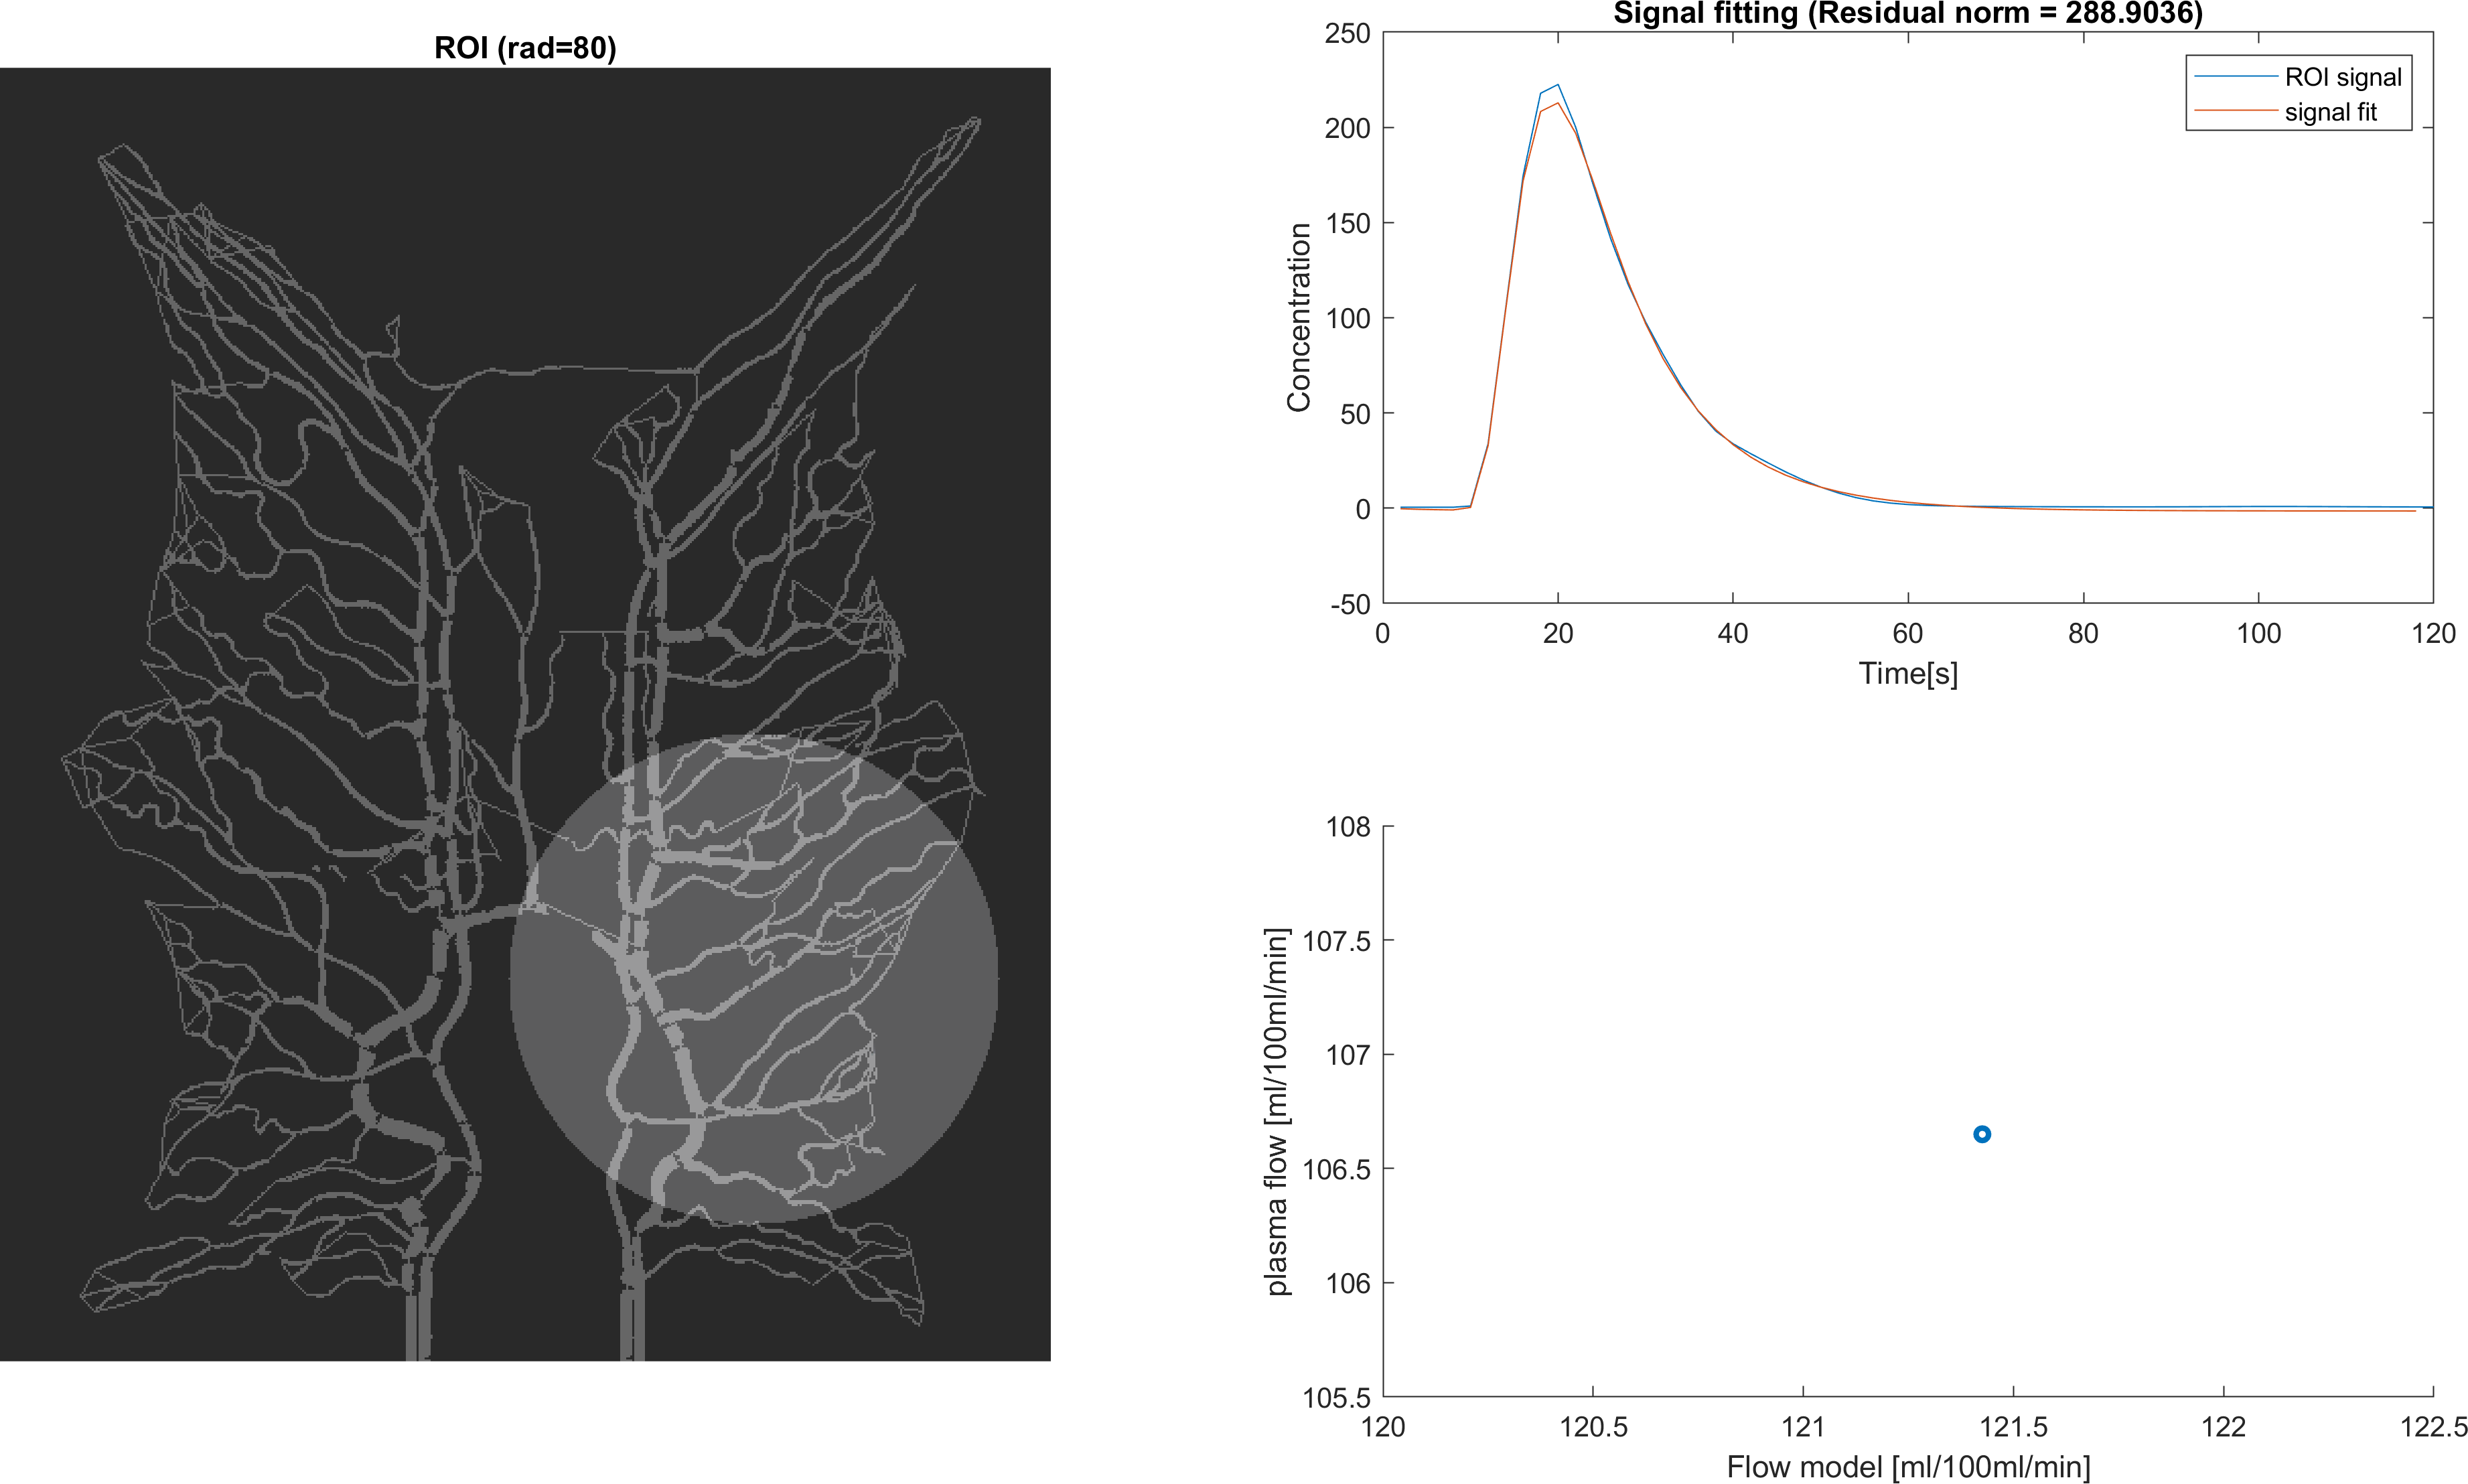 ROI (rad=80)
Signal fitting (Residual norm = 288.9036)
250
200
150
100
50
0
-50
Concentration
ROI signal
signal fit
0 20 40 60 80 100 120
Time[s]
108
107.5
107
106.5
106
105.5
plasma flow [ml/100ml/min]
120 120.5 121 121.5 122 122.5
Flow model [ml/100ml/min]